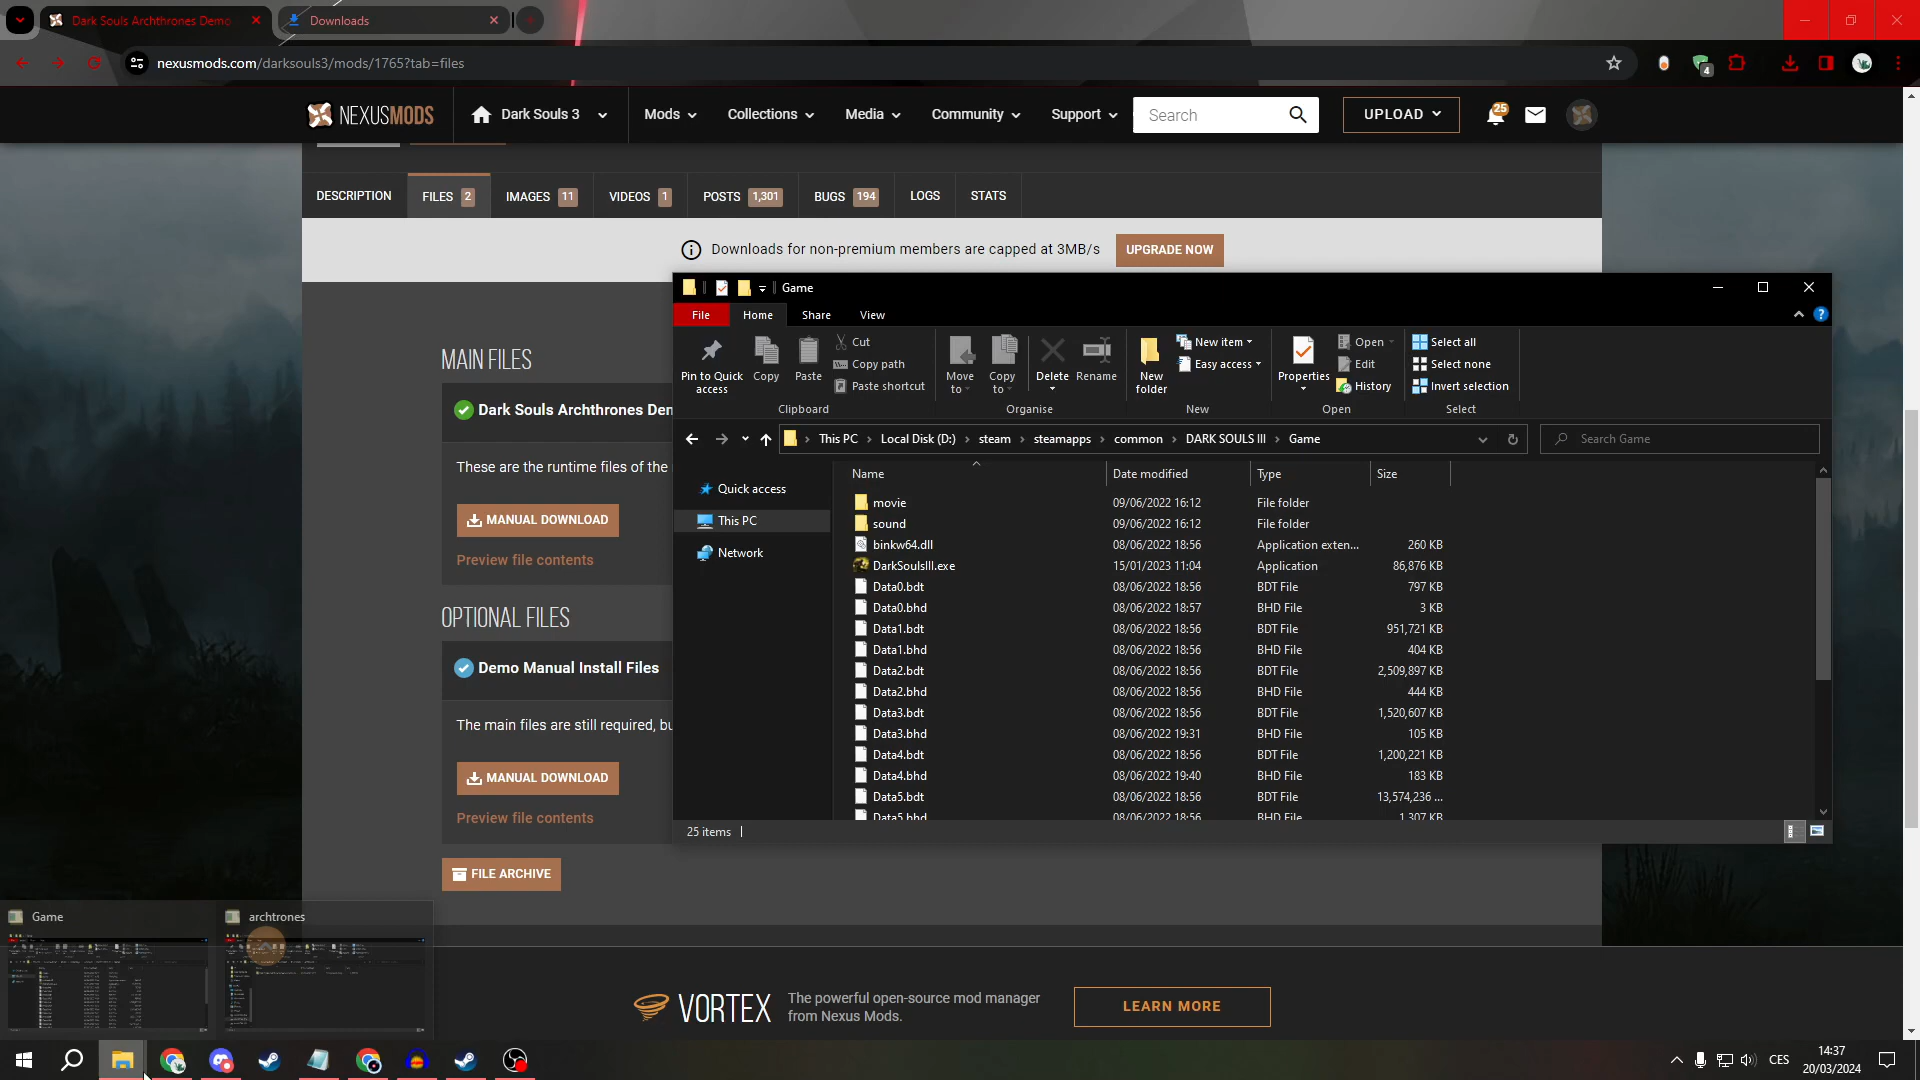 Dark Souls Archthrones Demo
Downloads
nexusmods.com/darksouls3/mods/1765?tab=files
4
NEXUSMODS
Dark Souls 3
Mods
Collections
Media
Community
Support
Search
UPLOAD
25
DESCRIPTION
FILES 2
IMAGES 11
VIDEOS 1
POSTS 1,301
BUGS 194
LOGS
STATS
Downloads for non-premium members are capped at 3MB/s
UPGRADE NOW
MAIN FILES
Dark Souls Archthrones Den
These are the runtime files of the
MANUAL DOWNLOAD
Preview file contents
OPTIONAL FILES
Demo Manual Install Files
The main files are still required, bu
MANUAL DOWNLOAD
Preview file contents
FILE ARCHIVE
Game
File
Home
Share
View
Pin to Quick access
Copy
Paste
Cut
Copy path
Paste shortcut
Clipboard
Move to
Copy to
Delete
Rename
Organise
New folder
New item
Easy access
New
Properties
Open
Edit
History
Open
Select all
Select none
Invert selection
Select
This PC
Local Disk (D:)
steam
steamapps
common
DARK SOULS III
Game
Search Game
Quick access
This PC
Network
Name Date modified Type Size
movie 09/06/2022 16:12 File folder
sound 09/06/2022 16:12 File folder
binkw64.dll 08/06/2022 18:56 Application exten... 260 KB
DarkSoulsIII.exe 15/01/2023 11:04 Application 86,876 KB
Data0.bdt 08/06/2022 18:56 BDT File 797 KB
Data0.bhd 08/06/2022 18:57 BHD File 3 KB
Data1.bdt 08/06/2022 18:56 BDT File 951,721 KB
Data1.bhd 08/06/2022 18:56 BHD File 404 KB
Data2.bdt 08/06/2022 18:56 BDT File 2,509,897 KB
Data2.bhd 08/06/2022 18:56 BHD File 444 KB
Data3.bdt 08/06/2022 18:56 BDT File 1,520,607 KB
Data3.bhd 08/06/2022 19:31 BHD File 105 KB
Data4.bdt 08/06/2022 18:56 BDT File 1,200,221 KB
Data4.bhd 08/06/2022 19:40 BHD File 183 KB
Data5.bdt 08/06/2022 18:56 BDT File 13,574,236 ...
Data5.bhd 08/06/2022 18:56 BHD File 1,307 KB
25 items
Game
archtrones
VORTEX
The powerful open-source mod manager
from Nexus Mods.
LEARN MORE
CES
14:37
20/03/2024